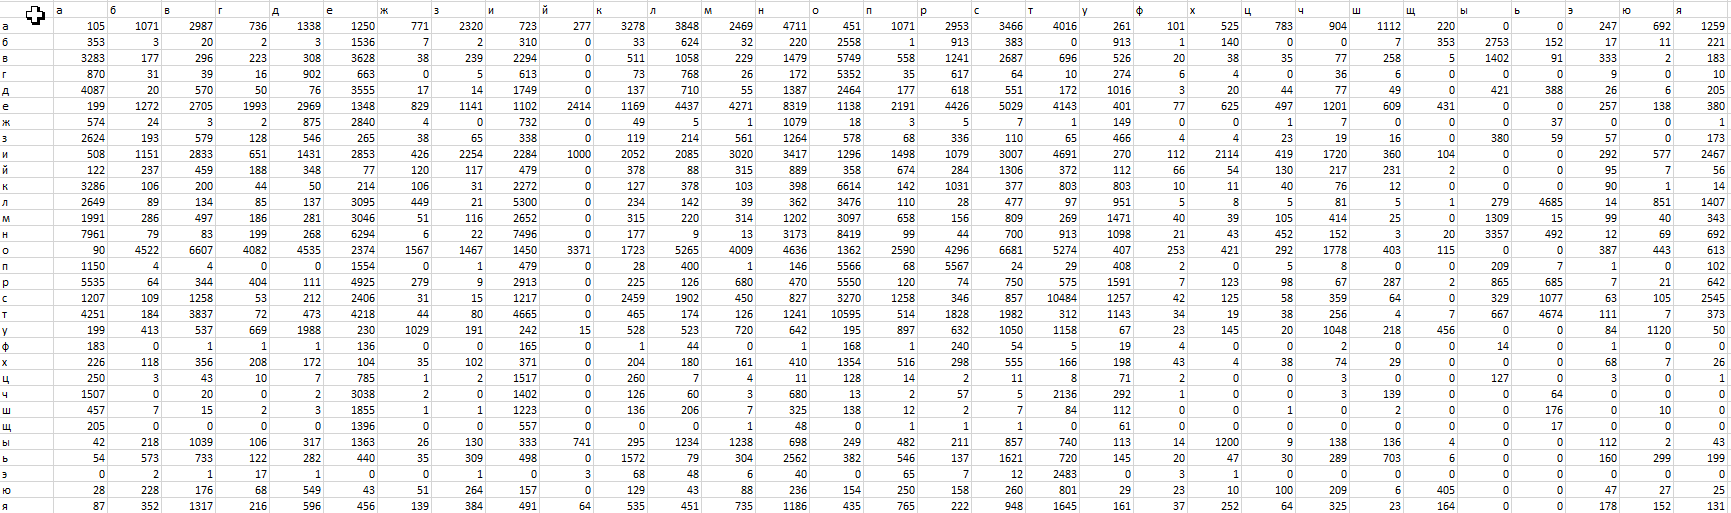 а б в г д е ж з и й к л м н о п р с т у ф х ц ч ш щ ы ь э ю я
а 105 1071 2987 736 1338 1250 771 2320 723 277 3278 3848 2469 4711 451 1071 2953 3466 4016 261 101 525 783 904 1112 220 0 0 247 692 1259
б 353 3 20 2 3 1536 7 2 310 0 33 624 32 220 2558 1 913 383 0 913 1 140 0 0 7 353 2753 152 17 11 221
в 3283 177 296 223 308 3628 38 239 2294 0 511 1058 229 1479 5749 558 1241 2687 696 526 20 38 35 77 258 5 1402 91 333 2 183
г 870 31 39 16 902 663 0 5 613 0 73 768 26 172 5352 35 617 64 10 274 6 4 0 36 6 0 0 0 9 0 10
д 4087 20 570 50 76 3555 17 14 1749 0 137 710 55 1387 2464 177 618 551 172 1016 3 20 44 77 49 0 421 388 26 6 205
е 199 1272 2705 1993 2969 1348 829 1141 1102 2414 1169 4437 4271 8319 1138 2191 4426 5029 4143 401 77 625 497 1201 609 431 0 0 257 138 380
ж 574 24 3 2 875 2840 4 0 732 0 49 5 1 1079 18 3 5 7 1 149 0 0 1 7 0 0 0 37 0 0 1
з 2624 193 579 128 546 265 38 65 338 0 119 214 561 1264 578 68 336 110 65 466 4 4 23 19 16 0 380 59 57 0 173
и 508 1151 2833 651 1431 2853 426 2254 2284 1000 2052 2085 3020 3417 1296 1498 1079 3007 4691 270 112 2114 419 1720 360 104 0 0 292 577 2467
й 122 237 459 188 348 77 120 117 479 0 378 88 315 889 358 674 284 1306 372 112 66 54 130 217 231 2 0 0 95 7 56
к 3286 106 200 44 50 214 106 31 2272 0 127 378 103 398 6614 142 1031 377 803 803 10 11 40 76 12 0 0 0 90 1 14
л 2649 89 134 85 137 3095 449 21 5300 0 234 142 39 362 3476 110 28 477 97 951 5 8 5 81 5 1 279 4685 14 851 1407
м 1991 286 497 186 281 3046 51 116 2652 0 315 220 314 1202 3097 658 156 809 269 1471 40 39 105 414 25 0 1309 15 99 40 343
н 7961 79 83 199 268 6294 6 22 7496 0 177 9 13 3173 8419 99 44 700 913 1098 21 43 452 152 3 20 3357 492 12 69 692
о 90 4522 6607 4082 4535 2374 1567 1467 1450 3371 1723 5265 4009 4636 1362 2590 4296 6681 5274 407 253 421 292 1778 403 115 0 0 387 443 613
п 1150 4 4 0 0 1554 0 1 479 0 28 400 1 146 5566 68 5567 24 29 408 2 0 5 8 0 0 209 7 1 0 102
р 5535 64 344 404 111 4925 279 9 2913 0 225 126 680 470 5550 120 74 750 575 1591 7 123 98 67 287 2 865 685 7 21 642
с 1207 109 1258 53 212 2406 31 15 1217 0 2459 1902 450 827 3270 1258 346 857 10484 1257 42 125 58 359 64 0 329 1077 63 105 2545
т 4251 184 3837 72 473 4218 44 80 4665 0 465 174 126 1241 10595 514 1828 1982 312 1143 34 19 38 256 4 7 667 4674 111 7 373
у 199 413 537 669 1988 230 1029 191 242 15 528 523 720 642 195 897 632 1050 1158 67 23 145 20 1048 218 456 0 0 84 1120 50
ф 183 0 1 1 1 136 0 0 165 0 1 44 0 1 168 1 240 54 5 19 4 0 0 2 0 0 14 0 1 0 0
х 226 118 356 208 172 104 35 102 371 0 204 180 161 410 1354 516 298 555 166 198 43 4 38 74 29 0 0 0 68 7 26
ц 250 3 43 10 7 785 1 2 1517 0 260 7 4 11 128 14 2 11 8 71 2 0 0 3 0 0 127 0 3 0 1
ч 1507 0 20 0 2 3038 2 0 1402 0 126 60 3 680 13 2 57 5 2136 292 1 0 0 3 139 0 0 64 0 0 0
ш 457 7 15 2 3 1855 1 1 1223 0 136 206 7 325 138 12 2 7 84 112 0 0 1 0 2 0 0 176 0 10 0
щ 205 0 0 0 0 1396 0 0 557 0 0 0 1 48 0 1 1 1 0 61 0 0 0 0 0 0 0 17 0 0 0
ы 42 218 1039 106 317 1363 26 130 333 741 295 1234 1238 698 249 482 211 857 740 113 14 1200 9 138 136 4 0 0 112 2 43
ь 54 573 733 122 282 440 35 309 498 0 1572 79 304 2562 382 546 137 1621 720 145 20 47 30 289 703 6 0 0 160 299 199
э 0 2 1 17 1 0 0 1 0 3 68 48 6 40 0 65 7 12 2483 0 3 1 0 0 0 0 0 0 0 0 0
ю 28 228 176 68 549 43 51 264 157 0 129 43 88 236 154 250 158 260 801 29 23 10 100 209 6 405 0 0 47 27 25
я 87 352 1317 216 596 456 139 384 491 64 535 451 735 1186 435 765 222 948 1645 161 37 252 64 325 23 164 0 0 178 152 131